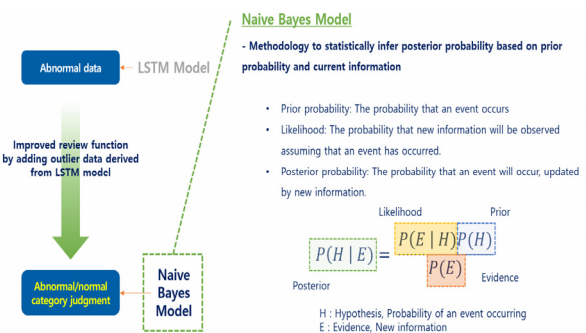 Naive Bayes Model
- Methodology to statistically infer posterior probability based on prior
probability and current information
Abnormal data
LSTM Model
• Prior probability: The probability that an event occurs
• Likelihood: The probability that new information will be observed
assuming that an event has occurred.
• Posterior probability: The probability that an event will occur, updated
by new information.
Improved review function
by adding outlier data derived
from LSTM model
Likelihood
Prior
P(H | E) = P(E | H)P(H)
P(E)
Posterior
Evidence
Abnormal/normal
category judgment
Naive
Bayes
Model
H : Hypothesis, Probability of an event occurring
E : Evidence, New information